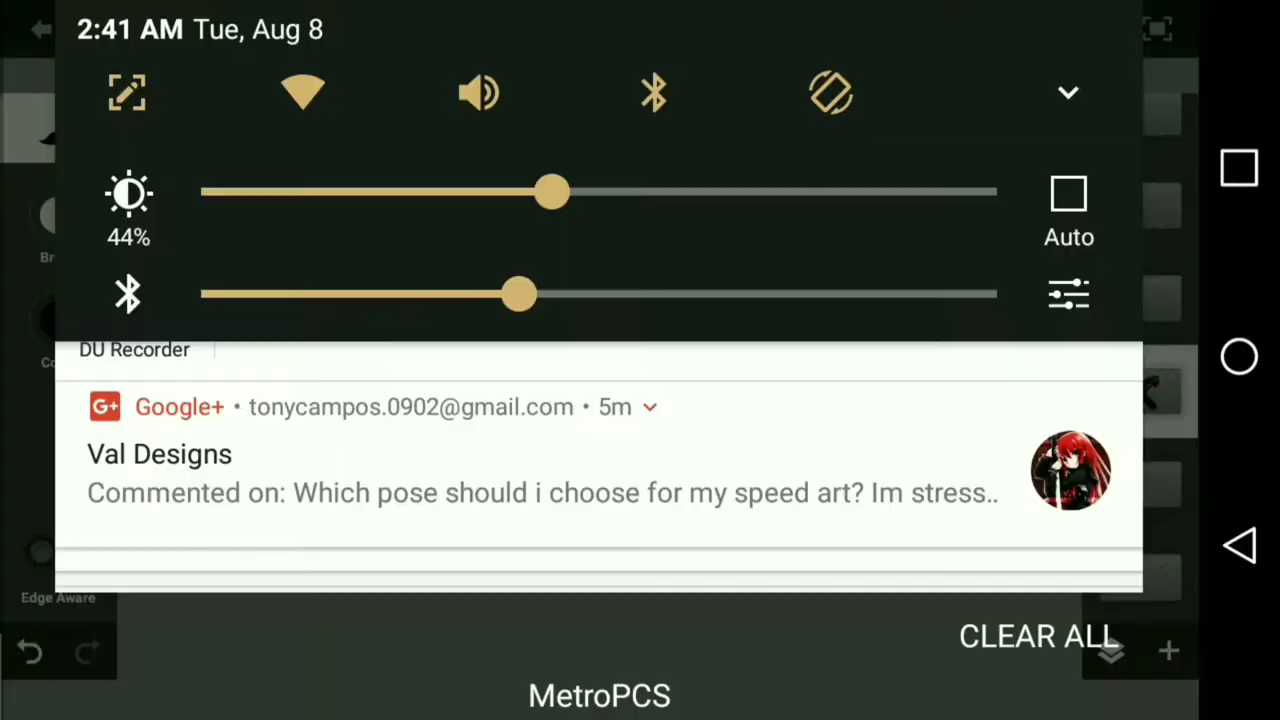 2:41 AM Tue, Aug 8
44%
Auto
Br
Co
DU Recorder
G+ Google+ • tonycampos.0902@gmail.com • 5m
Val Designs
Commented on: Which pose should i choose for my speed art? Im stress..
Edge Aware
CLEAR ALL
MetroPCS